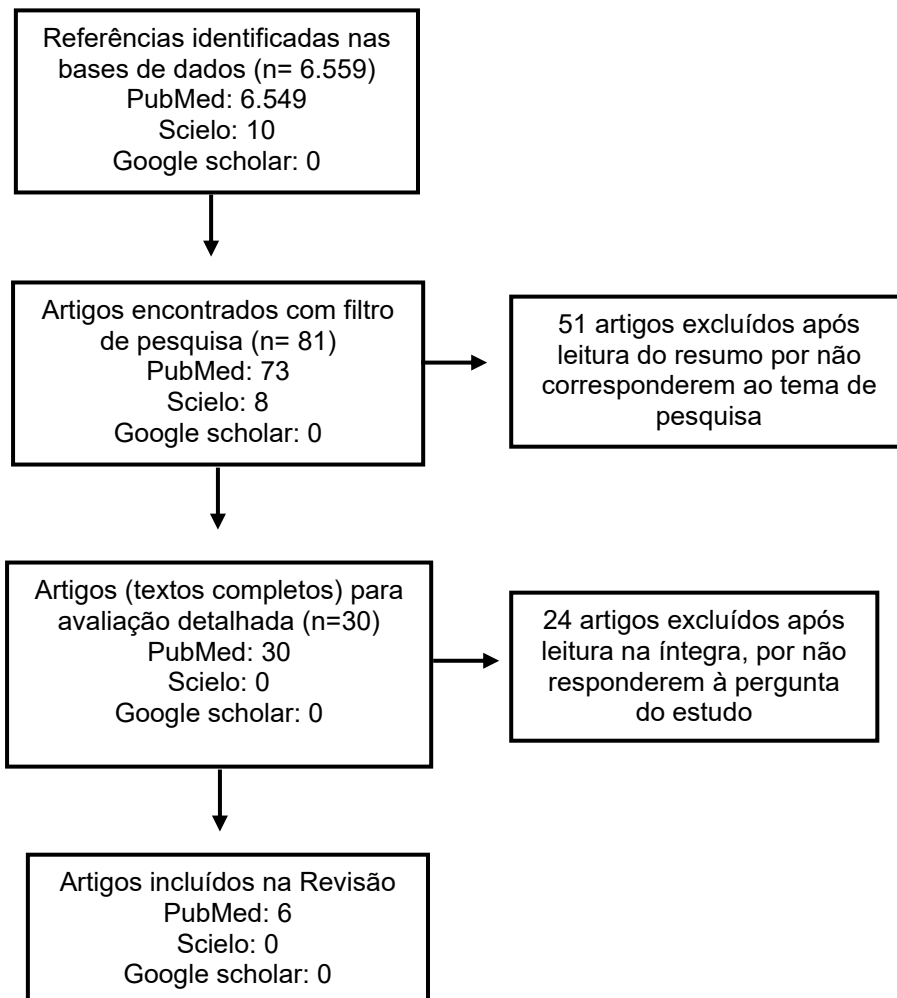 Referências identificadas nas
bases de dados (n= 6.559)
PubMed: 6.549
Scielo: 10
Google scholar: 0
Artigos encontrados com filtro
de pesquisa (n= 81)
PubMed: 73
Scielo: 8
Google scholar: 0
51 artigos excluídos após
leitura do resumo por não
corresponderem ao tema de
pesquisa
Artigos (textos completos) para
avaliação detalhada (n=30)
PubMed: 30
Scielo: 0
Google scholar: 0
24 artigos excluídos após
leitura na íntegra, por não
responderem à pergunta
do estudo
Artigos incluídos na Revisão
PubMed: 6
Scielo: 0
Google scholar: 0